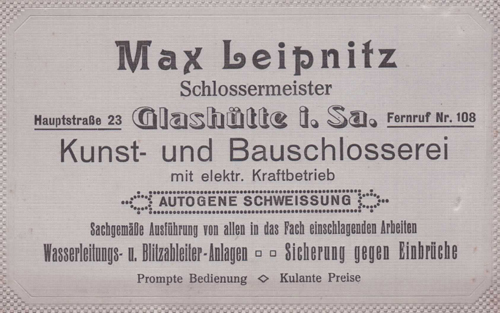 Max Leipnitz
Schlossermeister
Hauptstraße 23 Glashütte i. Sa. Fernruf Nr. 108
Kunst- und Bauschlosserei
mit elektr. Kraftbetrieb
AUTOGENE SCHWEISSUNG
Sachgemäße Ausführung von allen in das Fach einschlagenden Arbeiten
Wasserleitungs- u. Blitzableiter-Anlagen □ □ Sicherung gegen Einbrüche
Prompte Bedienung ◇ Kulante Preise